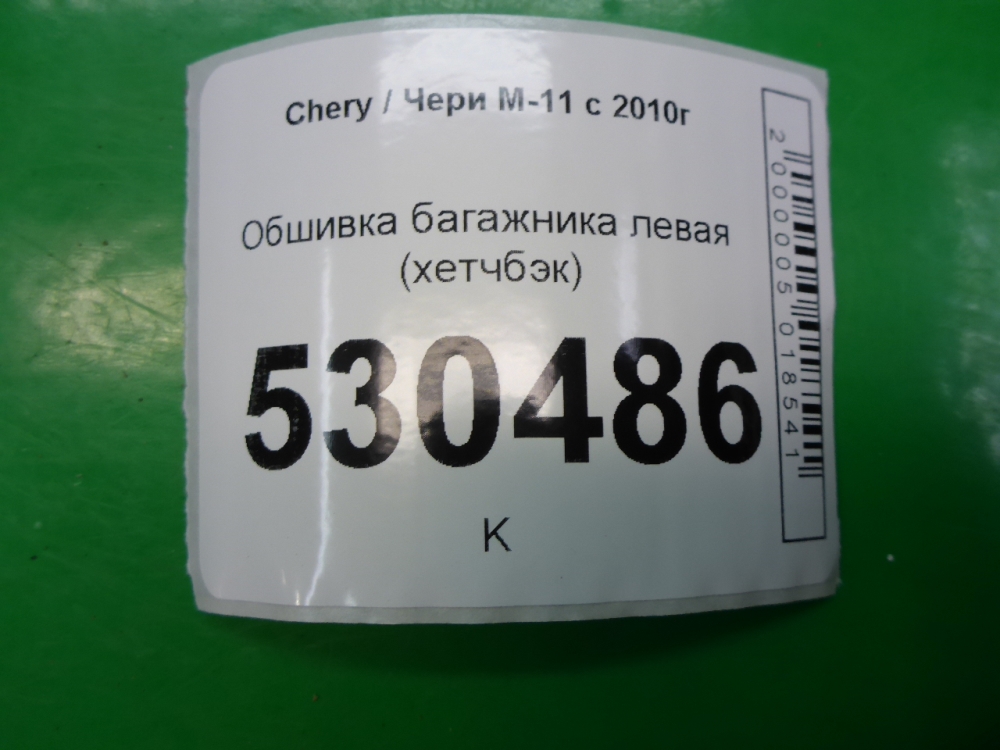 Chery / Чери М-11 с 2010г
Обшивка багажника левая
(хетчбэк)
530486
К
2000005018541